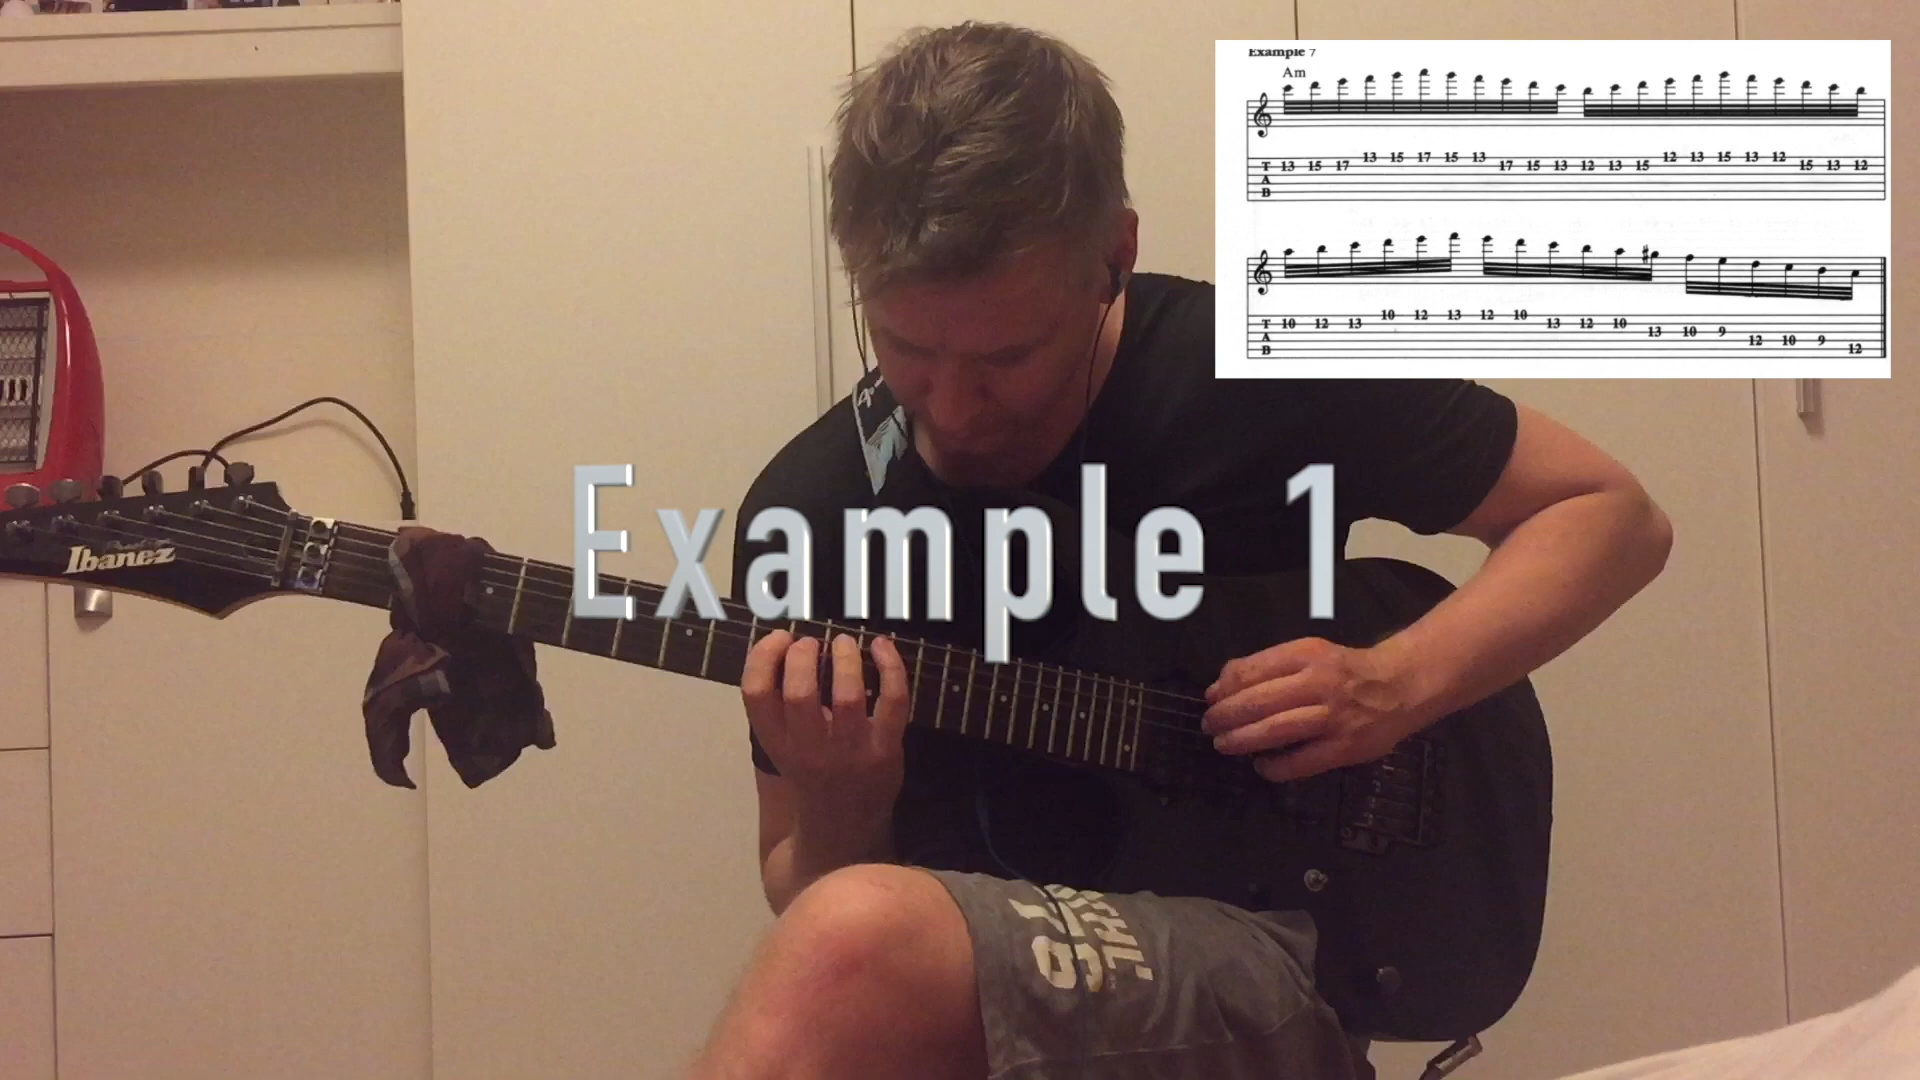 Example 7
Am
13 15 17 13 15 17 15 13 17 15 13 12 13 15 12 13 15 13 12 15 13 12
T
A
B
10 12 13 10 12 13 12 10 13 12 10 13 10 9 12 10 9 12
T
A
B
Example 1
Ibanez